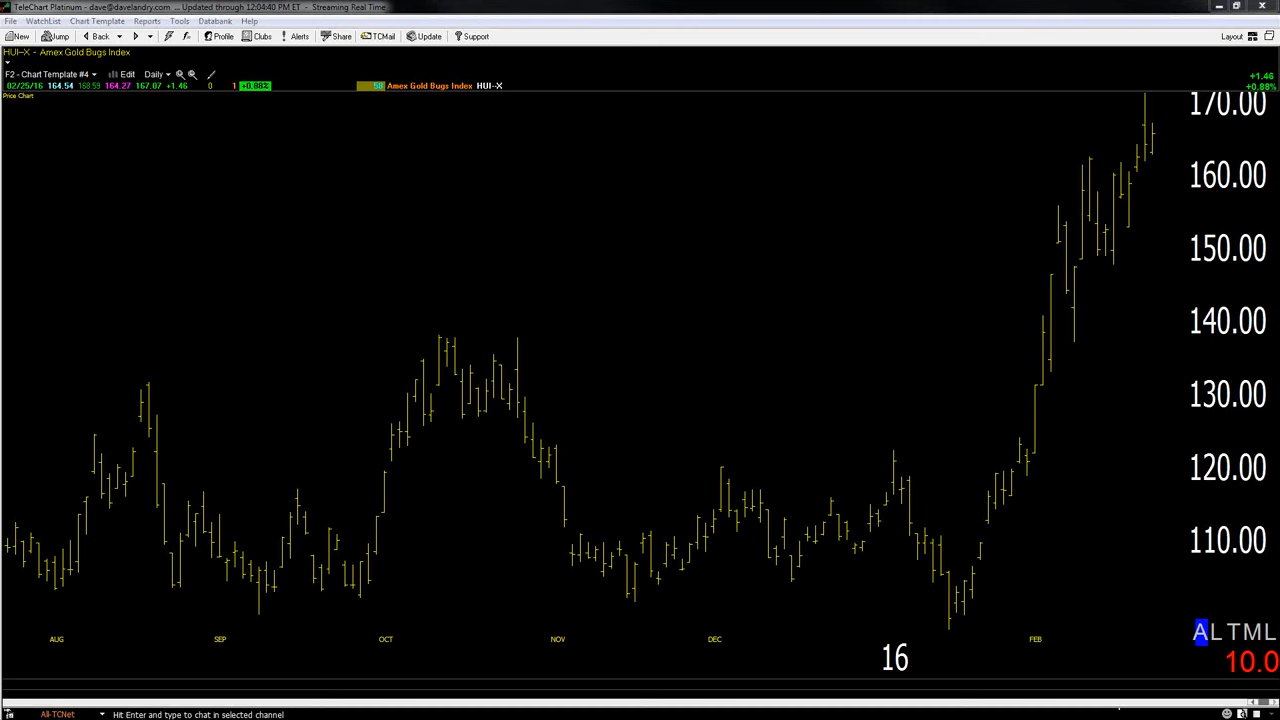 TeleChart Platinum - dave@davelandry.com ... Updated through 12:04:40 PM ET - Streaming Real Time
File WatchList Chart Template Reports Tools Databank Help
New Jump Back Profile Clubs Alerts Share TCMail Update Support Layout
HUI--X - Amex Gold Bugs Index
F2 - Chart Template #4 Edit Daily
+1.46
02/25/16 164.54 168.59 164.27 167.07 +1.46 0 1 +0.88% 50 Amex Gold Bugs Index HUI--X +0.88%
Price Chart
170.00
160.00
150.00
140.00
130.00
120.00
110.00
ALTML
AUG SEP OCT NOV DEC FEB
16
10.0
All-TCNet Hit Enter and type to chat in selected channel